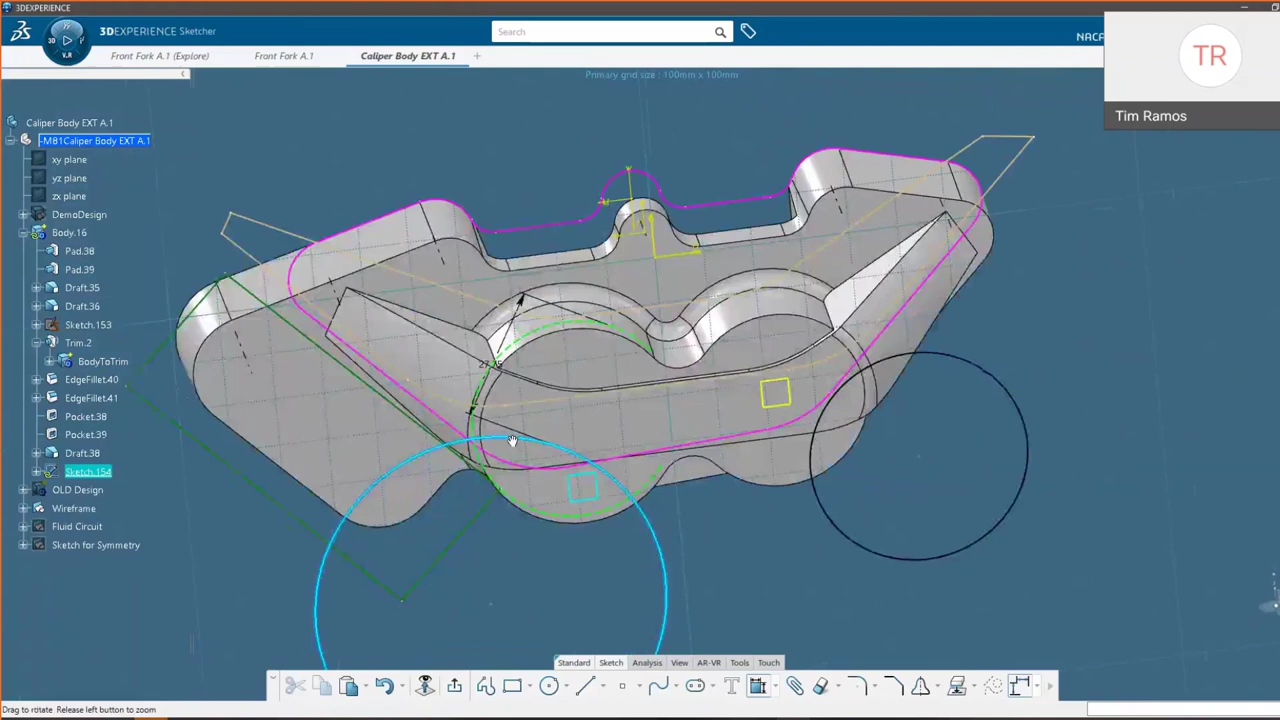 3DEXPERIENCE
3DEXPERIENCE Sketcher
3D
V.R
Search
NACA
TR
Tim Ramos
Front Fork A.1 (Explore)
Front Fork A.1
Caliper Body EXT A.1
Primary grid size : 100mm x 100mm
Caliper Body EXT A.1
-M81Caliper Body EXT A.1
xy plane
yz plane
zx plane
DemoDesign
Body.16
Pad.38
Pad.39
Draft.35
Draft.36
Sketch.153
Trim.2
BodyToTrim
EdgeFillet.40
EdgeFillet.41
Pocket.38
Pocket.39
Draft.38
Sketch.154
OLD Design
Wireframe
Fluid Circuit
Sketch for Symmetry
Standard
Sketch
Analysis
View
AR-VR
Tools
Touch
Drag to rotate  Release left button to zoom